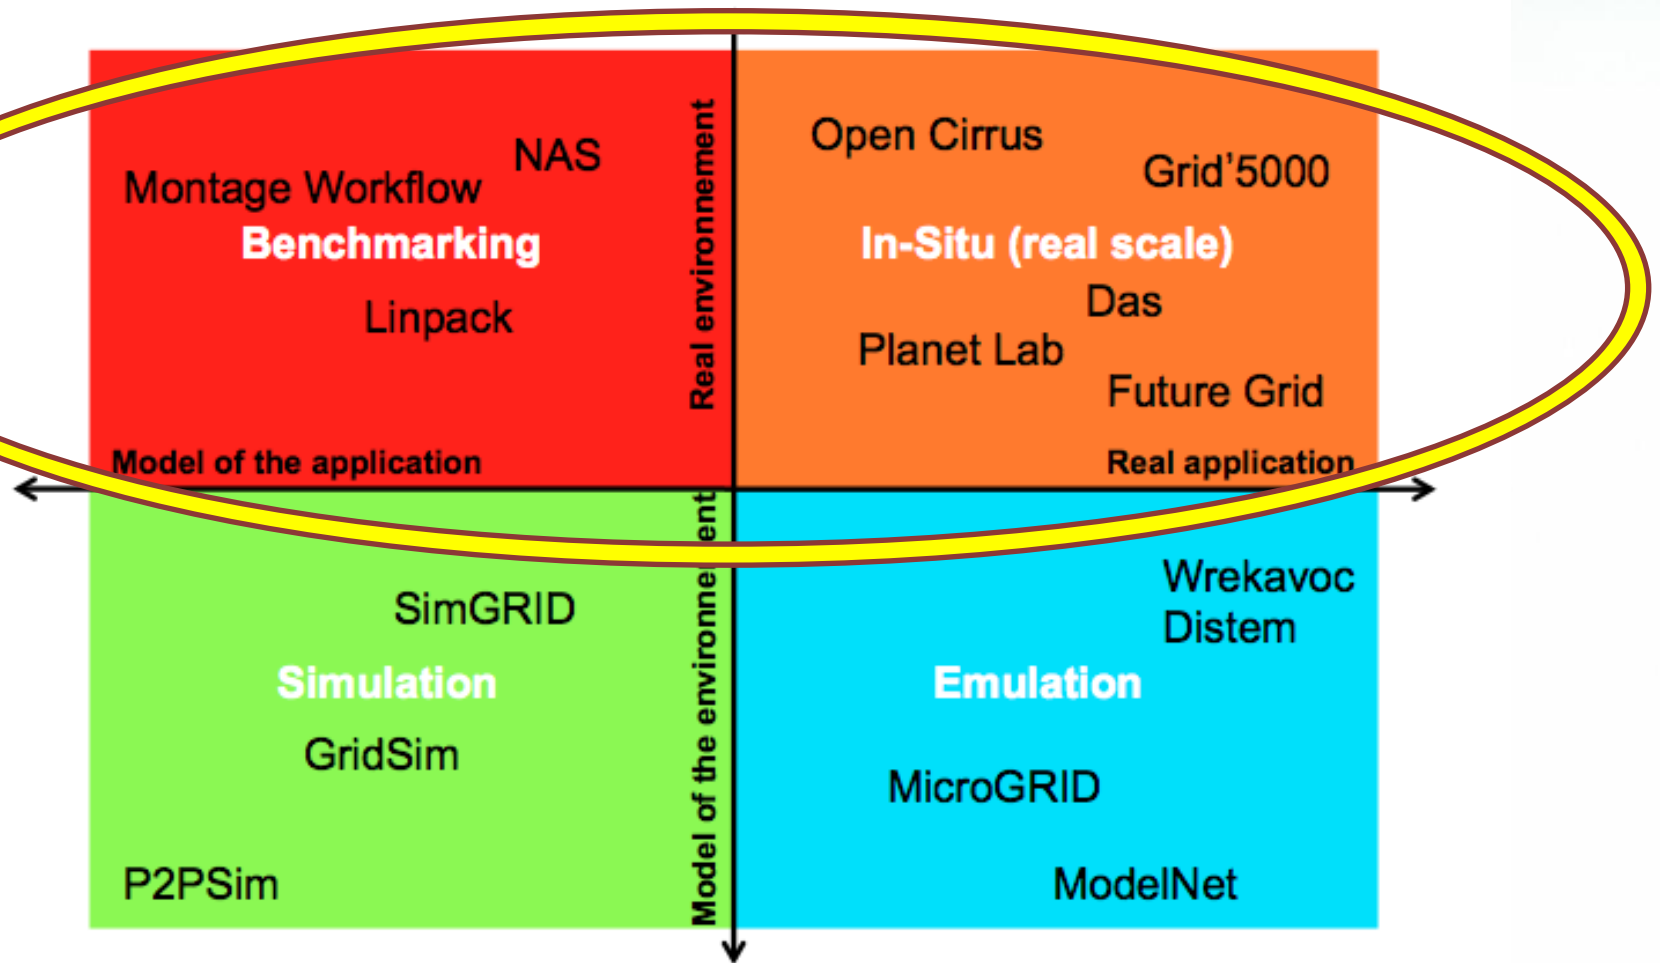 NAS
Montage Workflow
Benchmarking
Linpack
Model of the application
Real environnement
Open Cirrus
Grid'5000
In-Situ (real scale)
Das
Planet Lab
Future Grid
Real application
SimGRID
Simulation
GridSim
P2PSim
Model of the environnement
Wrekavoc
Distem
Emulation
MicroGRID
ModelNet